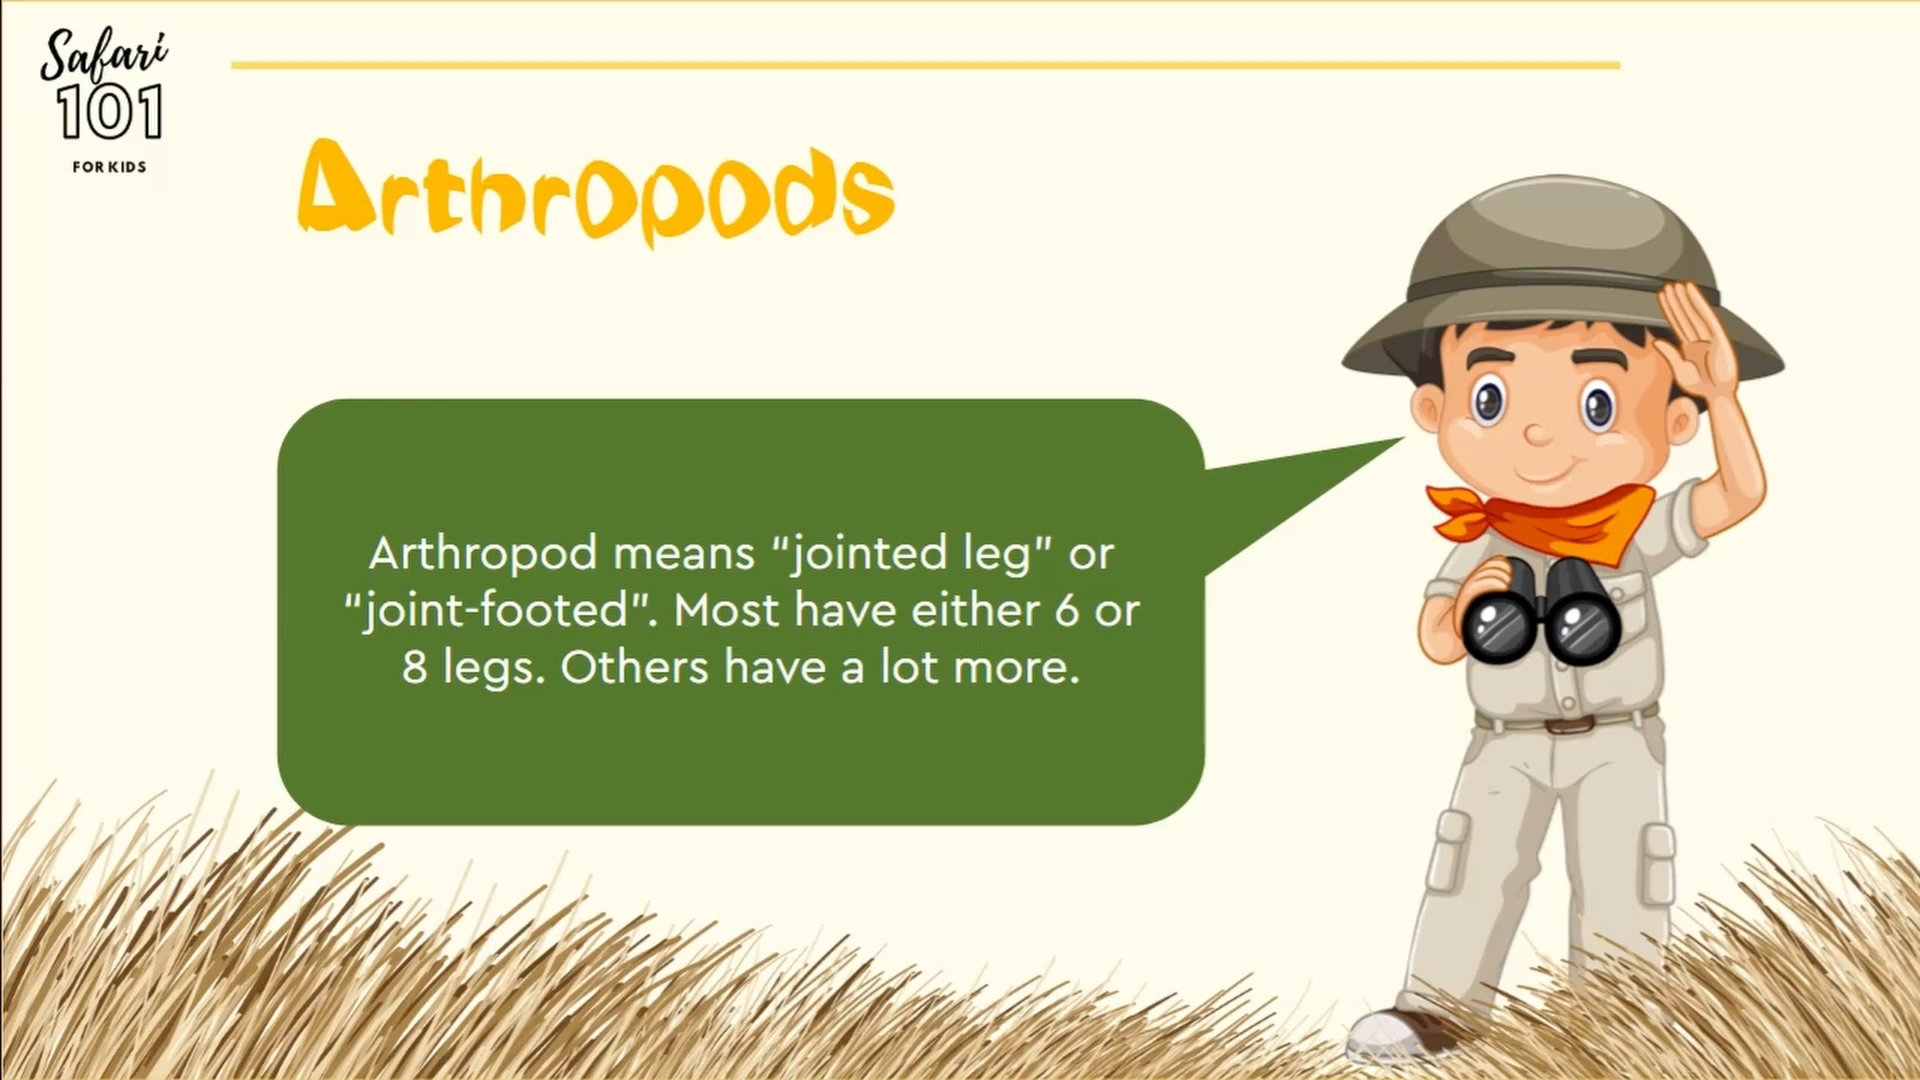 Safari
101
FOR KIDS
Arthropods
Arthropod means “jointed leg” or
“joint-footed”. Most have either 6 or
8 legs. Others have a lot more.